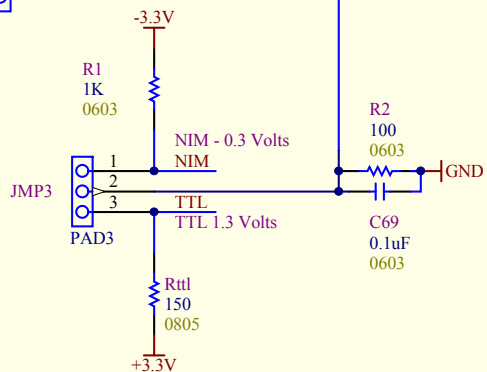 -3.3V
R1
1K
0603
NIM - 0.3 Volts
NIM
1
2
3
JMP3
PAD3
TTL
TTL 1.3 Volts
Rttl
150
0805
+3.3V
R2
100
0603
GND
C69
0.1uF
0603